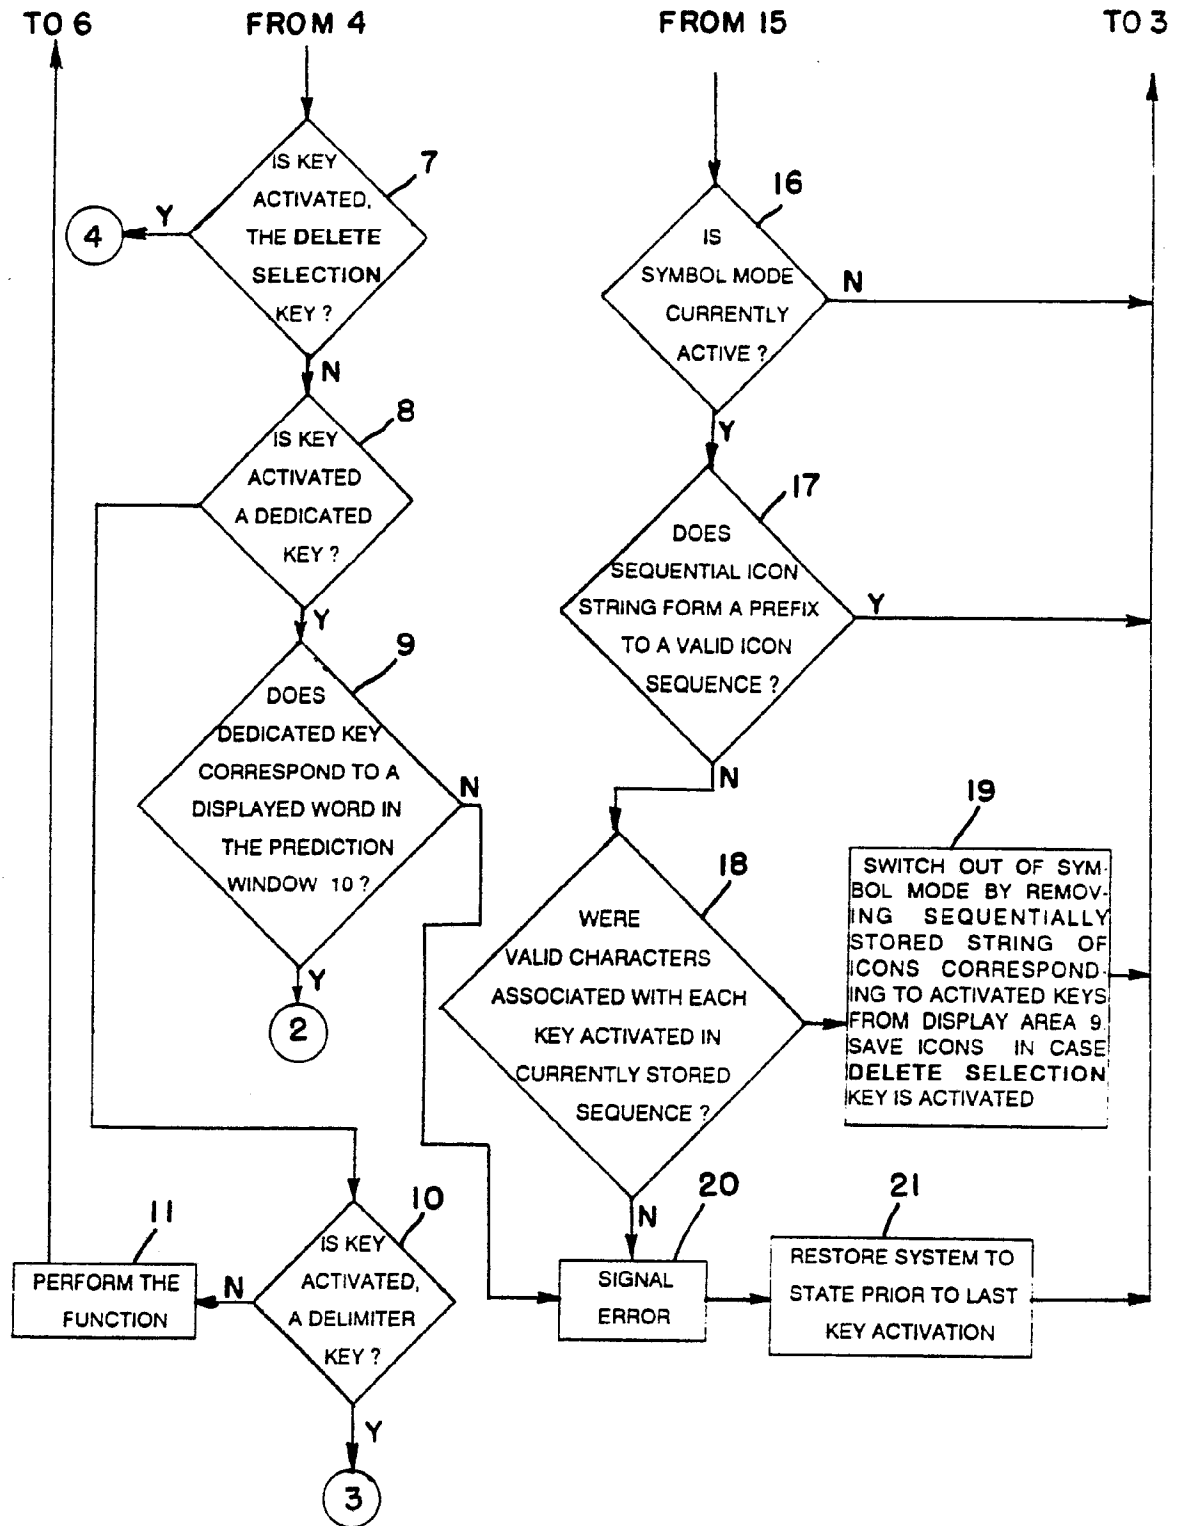 TO 6
FROM 4
FROM 15
TO 3
7
IS KEY
ACTIVATED,
THE DELETE
SELECTION
KEY ?
Y
4
N
8
IS KEY
ACTIVATED
A DEDICATED
KEY ?
Y
9
DOES
DEDICATED KEY
CORRESPOND TO A
DISPLAYED WORD IN
THE PREDICTION
WINDOW 10 ?
N
Y
2
10
IS KEY
ACTIVATED,
A DELIMITER
KEY ?
N
11
PERFORM THE
FUNCTION
Y
3
16
IS
SYMBOL MODE
CURRENTLY
ACTIVE ?
N
Y
17
DOES
SEQUENTIAL ICON
STRING FORM A PREFIX
TO A VALID ICON
SEQUENCE ?
Y
N
18
WERE
VALID CHARACTERS
ASSOCIATED WITH EACH
KEY ACTIVATED IN
CURRENTLY STORED
SEQUENCE ?
N
19
SWITCH OUT OF SYM-
BOL MODE BY REMOV-
ING SEQUENTIALLY
STORED STRING OF
ICONS CORRESPOND-
ING TO ACTIVATED KEYS
FROM DISPLAY AREA 9.
SAVE ICONS IN CASE
DELETE SELECTION
KEY IS ACTIVATED
20
SIGNAL
ERROR
21
RESTORE SYSTEM TO
STATE PRIOR TO LAST
KEY ACTIVATION